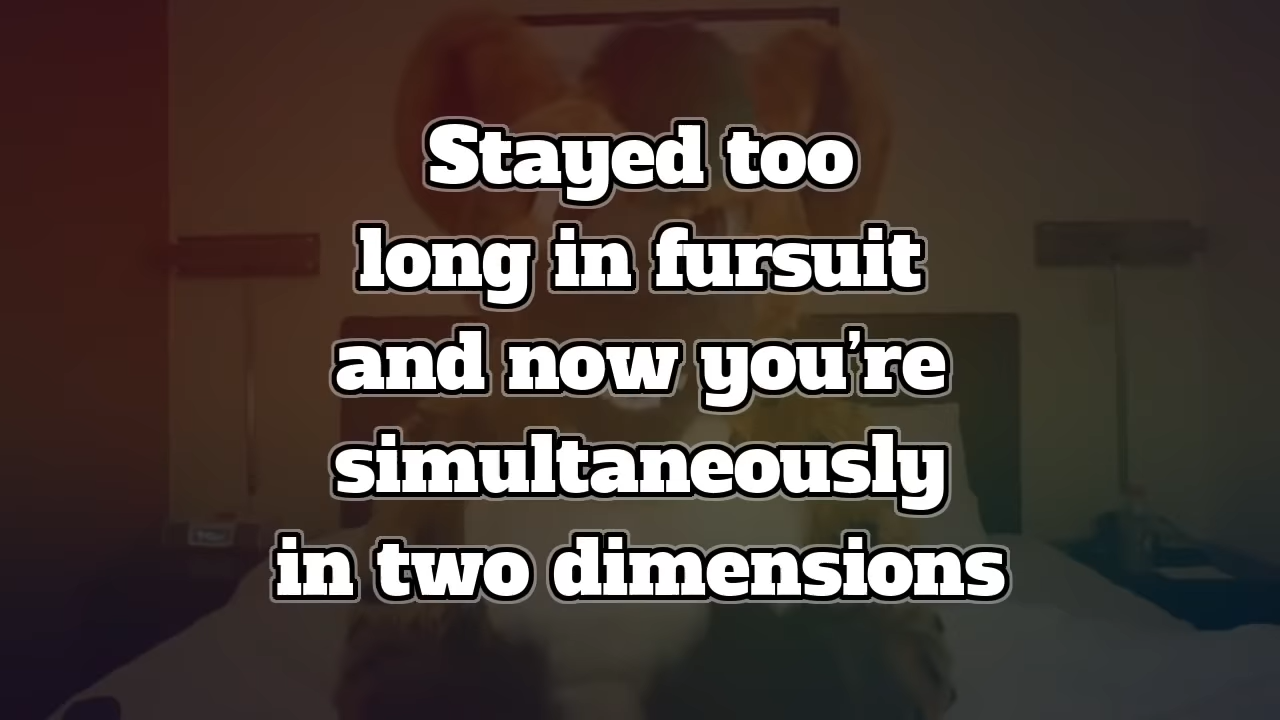 Stayed too
long in fursuit
and now you're
simultaneously
in two dimensions